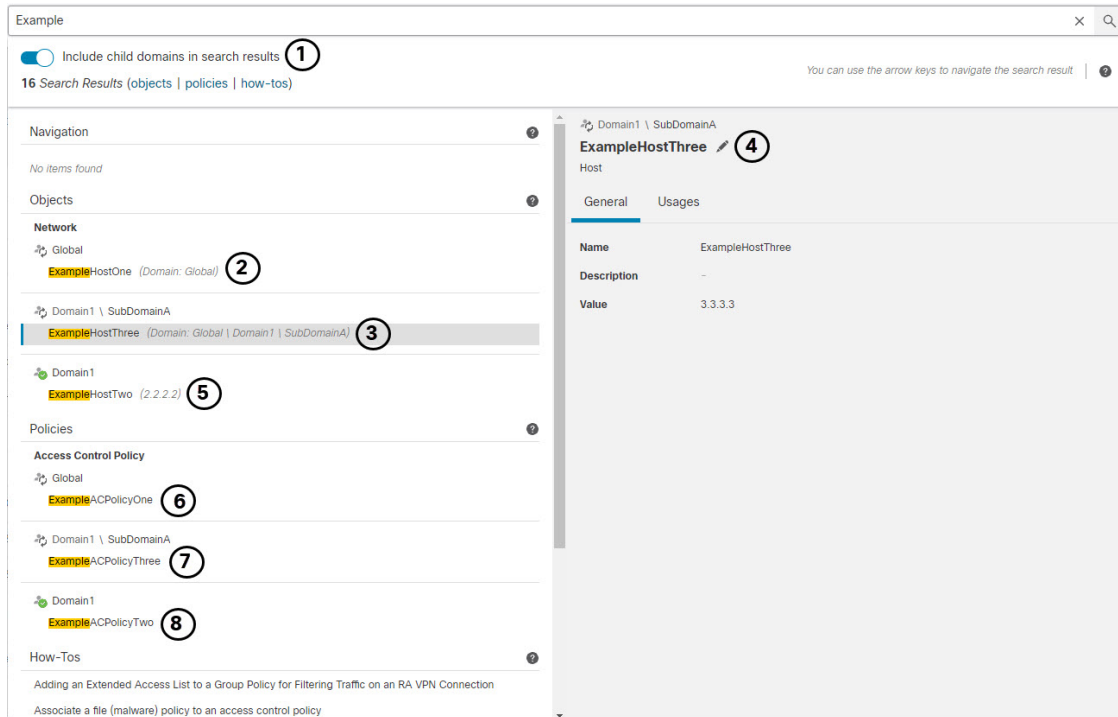 Example
Include child domains in search results 1
16 Search Results (objects | policies | how-tos)
You can use the arrow keys to navigate the search result
Navigation
No items found
Objects
Network
Global
ExampleHostOne (Domain: Global) 2
Domain1 \ SubDomainA
ExampleHostThree (Domain: Global \ Domain1 \ SubDomainA) 3
Domain1
ExampleHostTwo (2.2.2.2) 5
Policies
Access Control Policy
Global
ExampleACPolicyOne 6
Domain1 \ SubDomainA
ExampleACPolicyThree 7
Domain1
ExampleACPolicyTwo 8
How-Tos
Adding an Extended Access List to a Group Policy for Filtering Traffic on an RA VPN Connection
Associate a file (malware) policy to an access control policy
Domain1 \ SubDomainA
ExampleHostThree 4
Host
General Usages
Name ExampleHostThree
Description -
Value 3.3.3.3